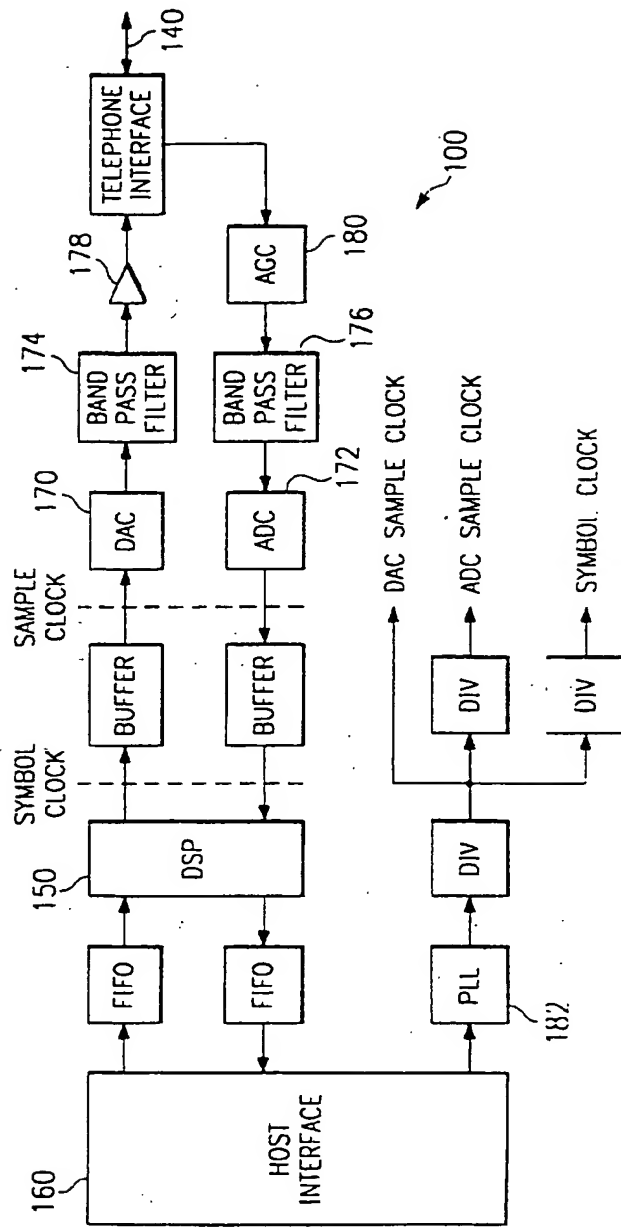 160
HOST
INTERFACE
FIFO
FIFO
150
DSP
SYMBOL
CLOCK
BUFFER
BUFFER
SAMPLE
CLOCK
170
DAC
ADC
172
174
BAND
PASS
FILTER
BAND
PASS
FILTER
176
178
AGC
180
TELEPHONE
INTERFACE
140
100
PLL
182
DIV
DIV
DIV
DAC SAMPLE CLOCK
ADC SAMPLE CLOCK
SYMBOL CLOCK